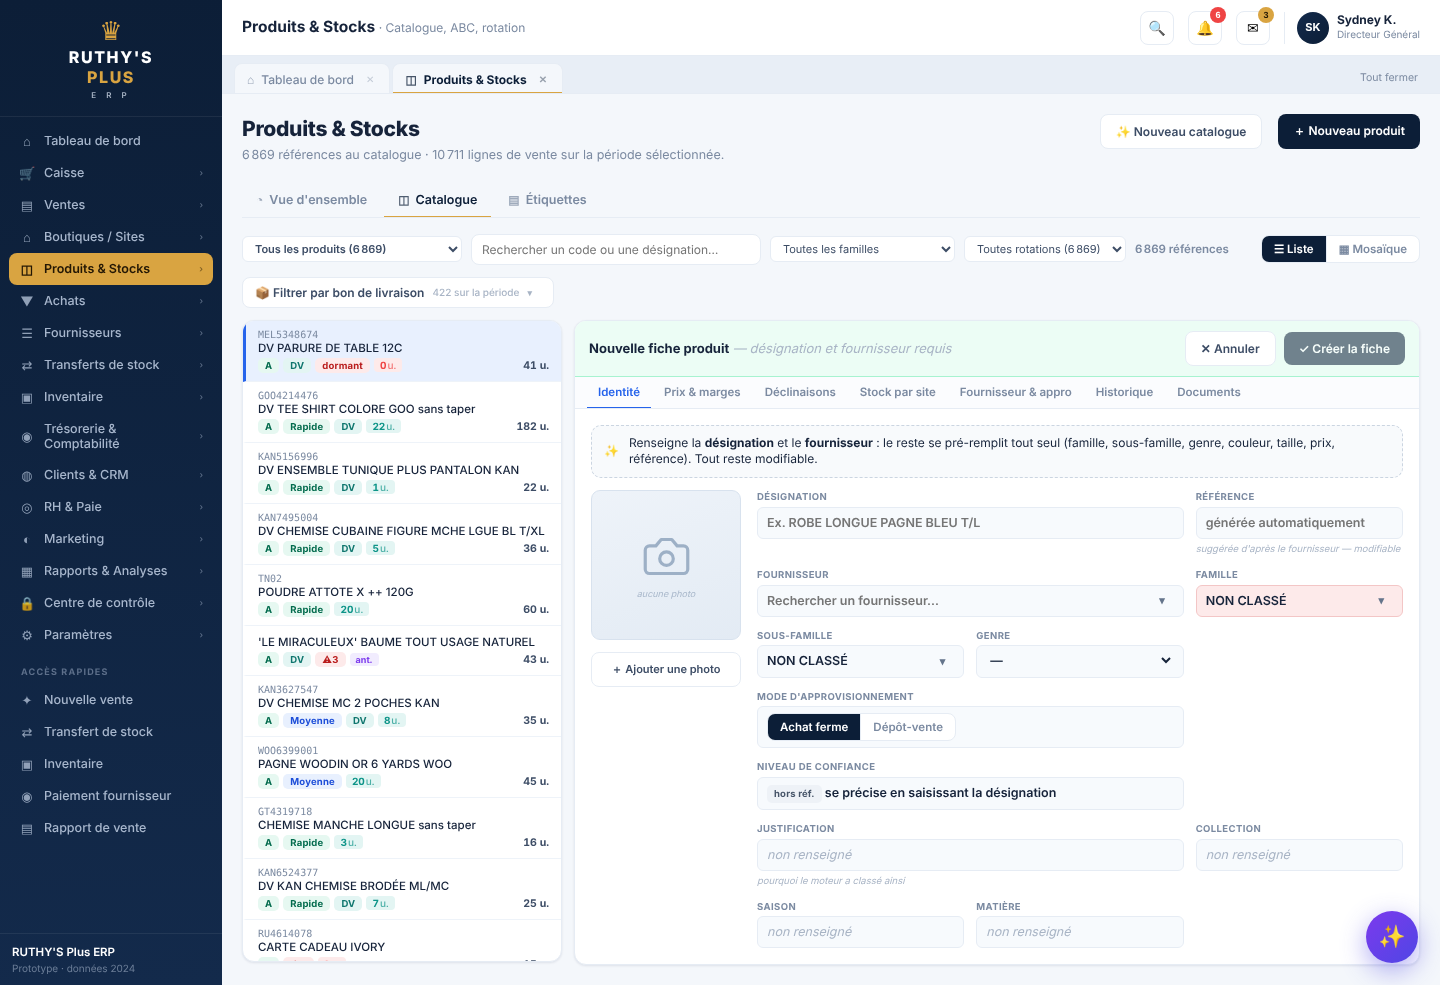 RUTHY'S
PLUS
E R P
Tableau de bord
Caisse
Ventes
Boutiques / Sites
Produits & Stocks
Achats
Fournisseurs
Transferts de stock
Inventaire
Trésorerie &
Comptabilité
Clients & CRM
RH & Paie
Marketing
Rapports & Analyses
Centre de contrôle
Paramètres
ACCÈS RAPIDES
Nouvelle vente
Transfert de stock
Inventaire
Paiement fournisseur
Rapport de vente
RUTHY'S Plus ERP
Prototype · données 2024
Produits & Stocks · Catalogue, ABC, rotation
6
3
SK
Sydney K.
Directeur Général
Tableau de bord ×
Produits & Stocks ×
Tout fermer
Produits & Stocks
6 869 références au catalogue · 10 711 lignes de vente sur la période sélectionnée.
✨ Nouveau catalogue
+ Nouveau produit
Vue d'ensemble
Catalogue
Étiquettes
Tous les produits (6 869)
Rechercher un code ou une désignation...
Toutes les familles
Toutes rotations (6 869)
6 869 références
☰ Liste
▦ Mosaïque
📦 Filtrer par bon de livraison 422 sur la période ▾
MEL5348674
DV PARURE DE TABLE 12C
A DV dormant 0 u. 41 u.
GOO4214476
DV TEE SHIRT COLORE GOO sans taper
A Rapide DV 22 u. 182 u.
KAN5156996
DV ENSEMBLE TUNIQUE PLUS PANTALON KAN
A Rapide DV 1 u. 22 u.
KAN7495004
DV CHEMISE CUBAINE FIGURE MCHE LGUE BL T/XL
A Rapide DV 5 u. 36 u.
TN02
POUDRE ATTOTE X ++ 120G
A Rapide 20 u. 60 u.
'LE MIRACULEUX' BAUME TOUT USAGE NATUREL
A DV ⚠3 ant. 43 u.
KAN3627547
DV CHEMISE MC 2 POCHES KAN
A Moyenne DV 8 u. 35 u.
WOO6399001
PAGNE WOODIN OR 6 YARDS WOO
A Moyenne 20 u. 45 u.
GT4319718
CHEMISE MANCHE LONGUE sans taper
A Rapide 3 u. 16 u.
KAN6524377
DV KAN CHEMISE BRODÉE ML/MC
A Rapide DV 7 u. 25 u.
RU4614078
CARTE CADEAU IVORY
Nouvelle fiche produit — désignation et fournisseur requis
✕ Annuler
✓ Créer la fiche
Identité
Prix & marges
Déclinaisons
Stock par site
Fournisseur & appro
Historique
Documents
✨ Renseigne la désignation et le fournisseur : le reste se pré-remplit tout seul (famille, sous-famille, genre, couleur, taille, prix,
référence). Tout reste modifiable.
aucune photo
+ Ajouter une photo
DÉSIGNATION
Ex. ROBE LONGUE PAGNE BLEU T/L
RÉFÉRENCE
générée automatiquement
suggérée d'après le fournisseur — modifiable
FOURNISSEUR
Rechercher un fournisseur...
FAMILLE
NON CLASSÉ
SOUS-FAMILLE
NON CLASSÉ
GENRE
—
MODE D'APPROVISIONNEMENT
Achat ferme
Dépôt-vente
NIVEAU DE CONFIANCE
hors réf. se précise en saisissant la désignation
JUSTIFICATION
non renseigné
pourquoi le moteur a classé ainsi
COLLECTION
non renseigné
SAISON
non renseigné
MATIÈRE
non renseigné